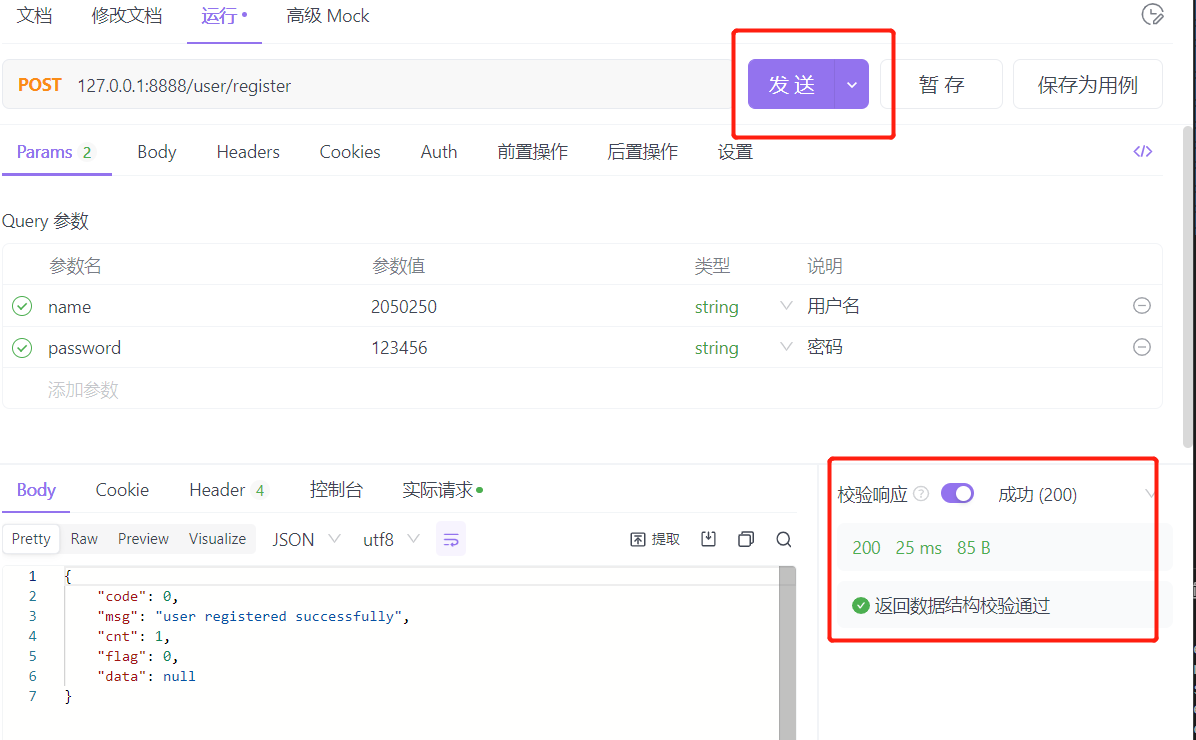 文档 修改文档 运行 高级 Mock
POST 127.0.0.1:8888/user/register 发 送 暂 存 保存为用例
Params 2 Body Headers Cookies Auth 前置操作 后置操作 设置 </>
Query 参数
参数名 参数值 类型 说明
name 2050250 string 用户名
password 123456 string 密码
添加参数
Body Cookie Header 4 控制台 实际请求
校验响应 ? 成功 (200)
Pretty Raw Preview Visualize JSON utf8 提取
200 25 ms 85 B
1 {
2 "code": 0,
3 "msg": "user registered successfully",
4 "cnt": 1,
5 "flag": 0,
6 "data": null
7 }
返回数据结构校验通过